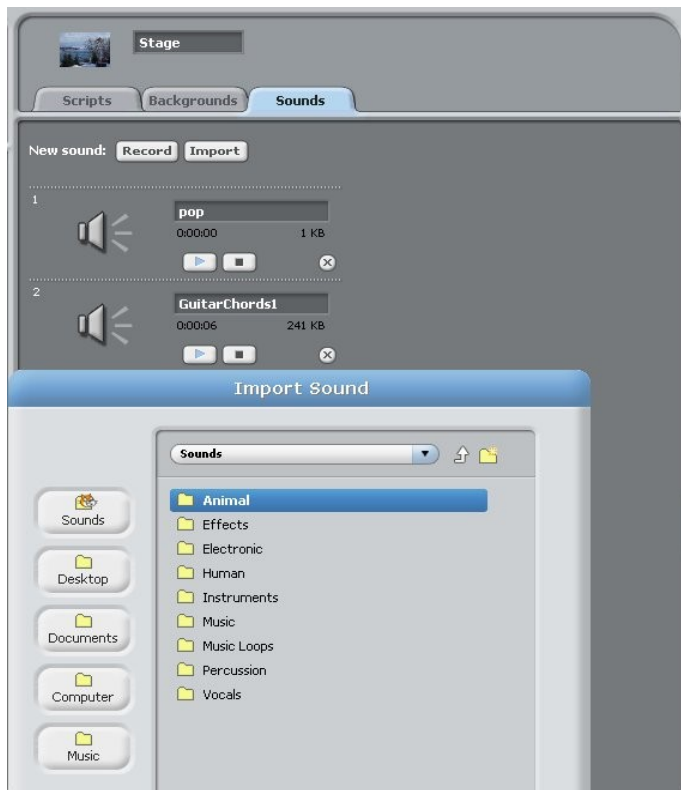 Stage
Scripts Backgrounds Sounds
New sound: Record Import
1
pop
0:00:00 1 KB
2
GuitarChords1
0:00:06 241 KB
Import Sound
Sounds
Sounds
Desktop
Documents
Computer
Music
Animal
Effects
Electronic
Human
Instruments
Music
Music Loops
Percussion
Vocals